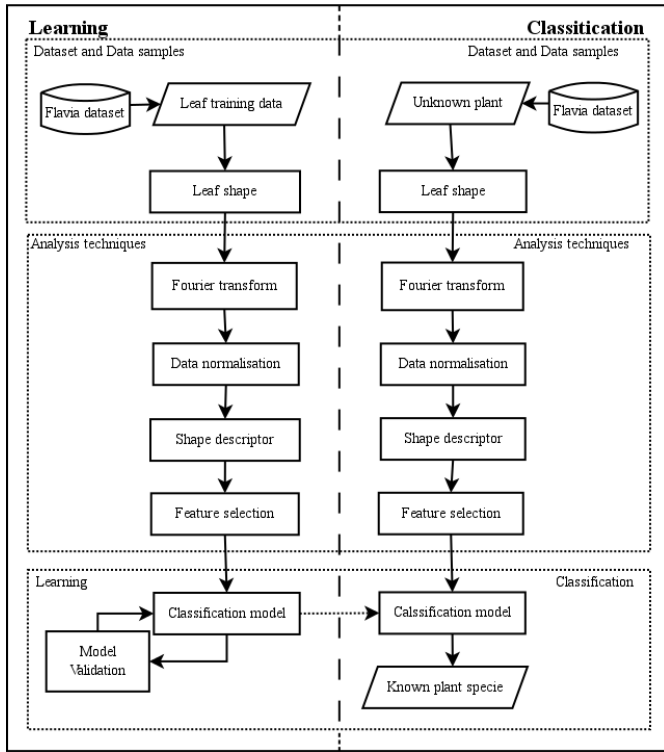 Learning
Classitication
Dataset and Data samples
Dataset and Data samples
Flavia dataset
Leaf training data
Unknown plant
Flavia dataset
Leaf shape
Leaf shape
Analysis techniques
Analysis techniques
Fourier transform
Fourier transform
Data normalisation
Data normalisation
Shape descriptor
Shape descriptor
Feature selection
Feature selection
Learning
Classification
Classification model
Calssification model
Model
Validation
Known plant specie